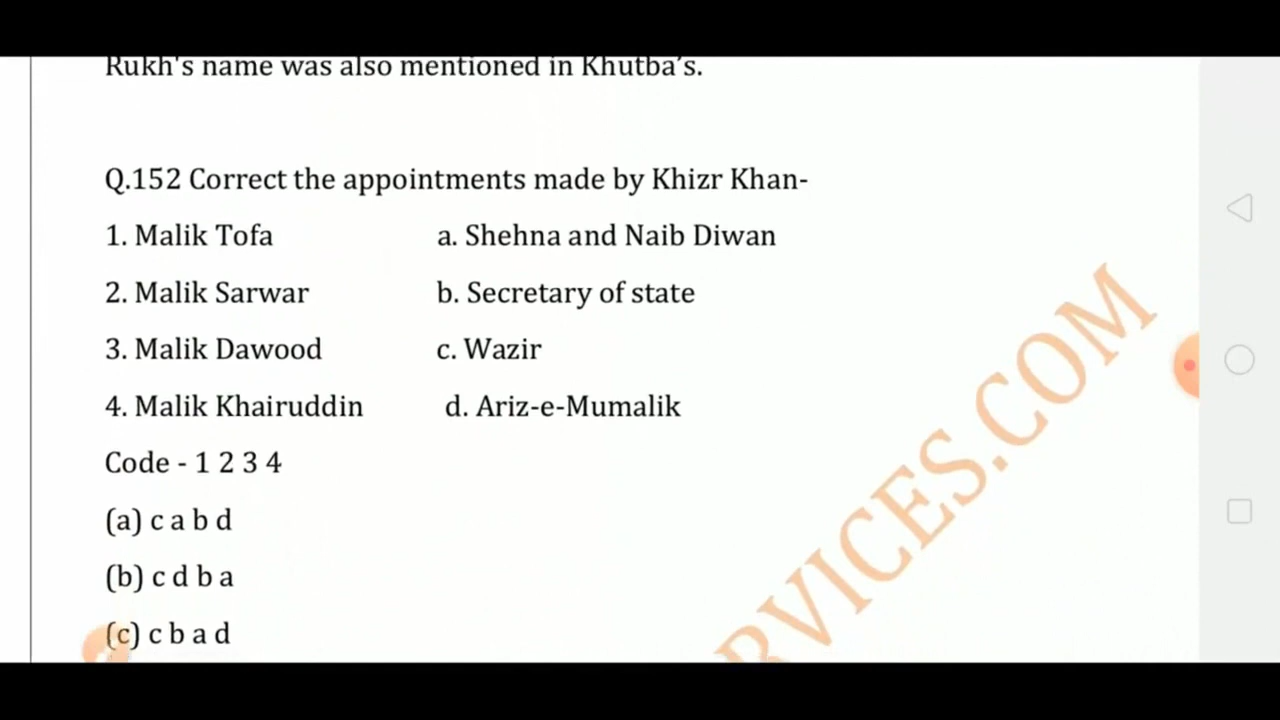 Rukh's name was also mentioned in Khutba's.
Q.152 Correct the appointments made by Khizr Khan-
1. Malik Tofa a. Shehna and Naib Diwan
2. Malik Sarwar b. Secretary of state
3. Malik Dawood c. Wazir
4. Malik Khairuddin d. Ariz-e-Mumalik
Code - 1 2 3 4
(a) c a b d
(b) c d b a
(c) c b a d
RVICES.COM